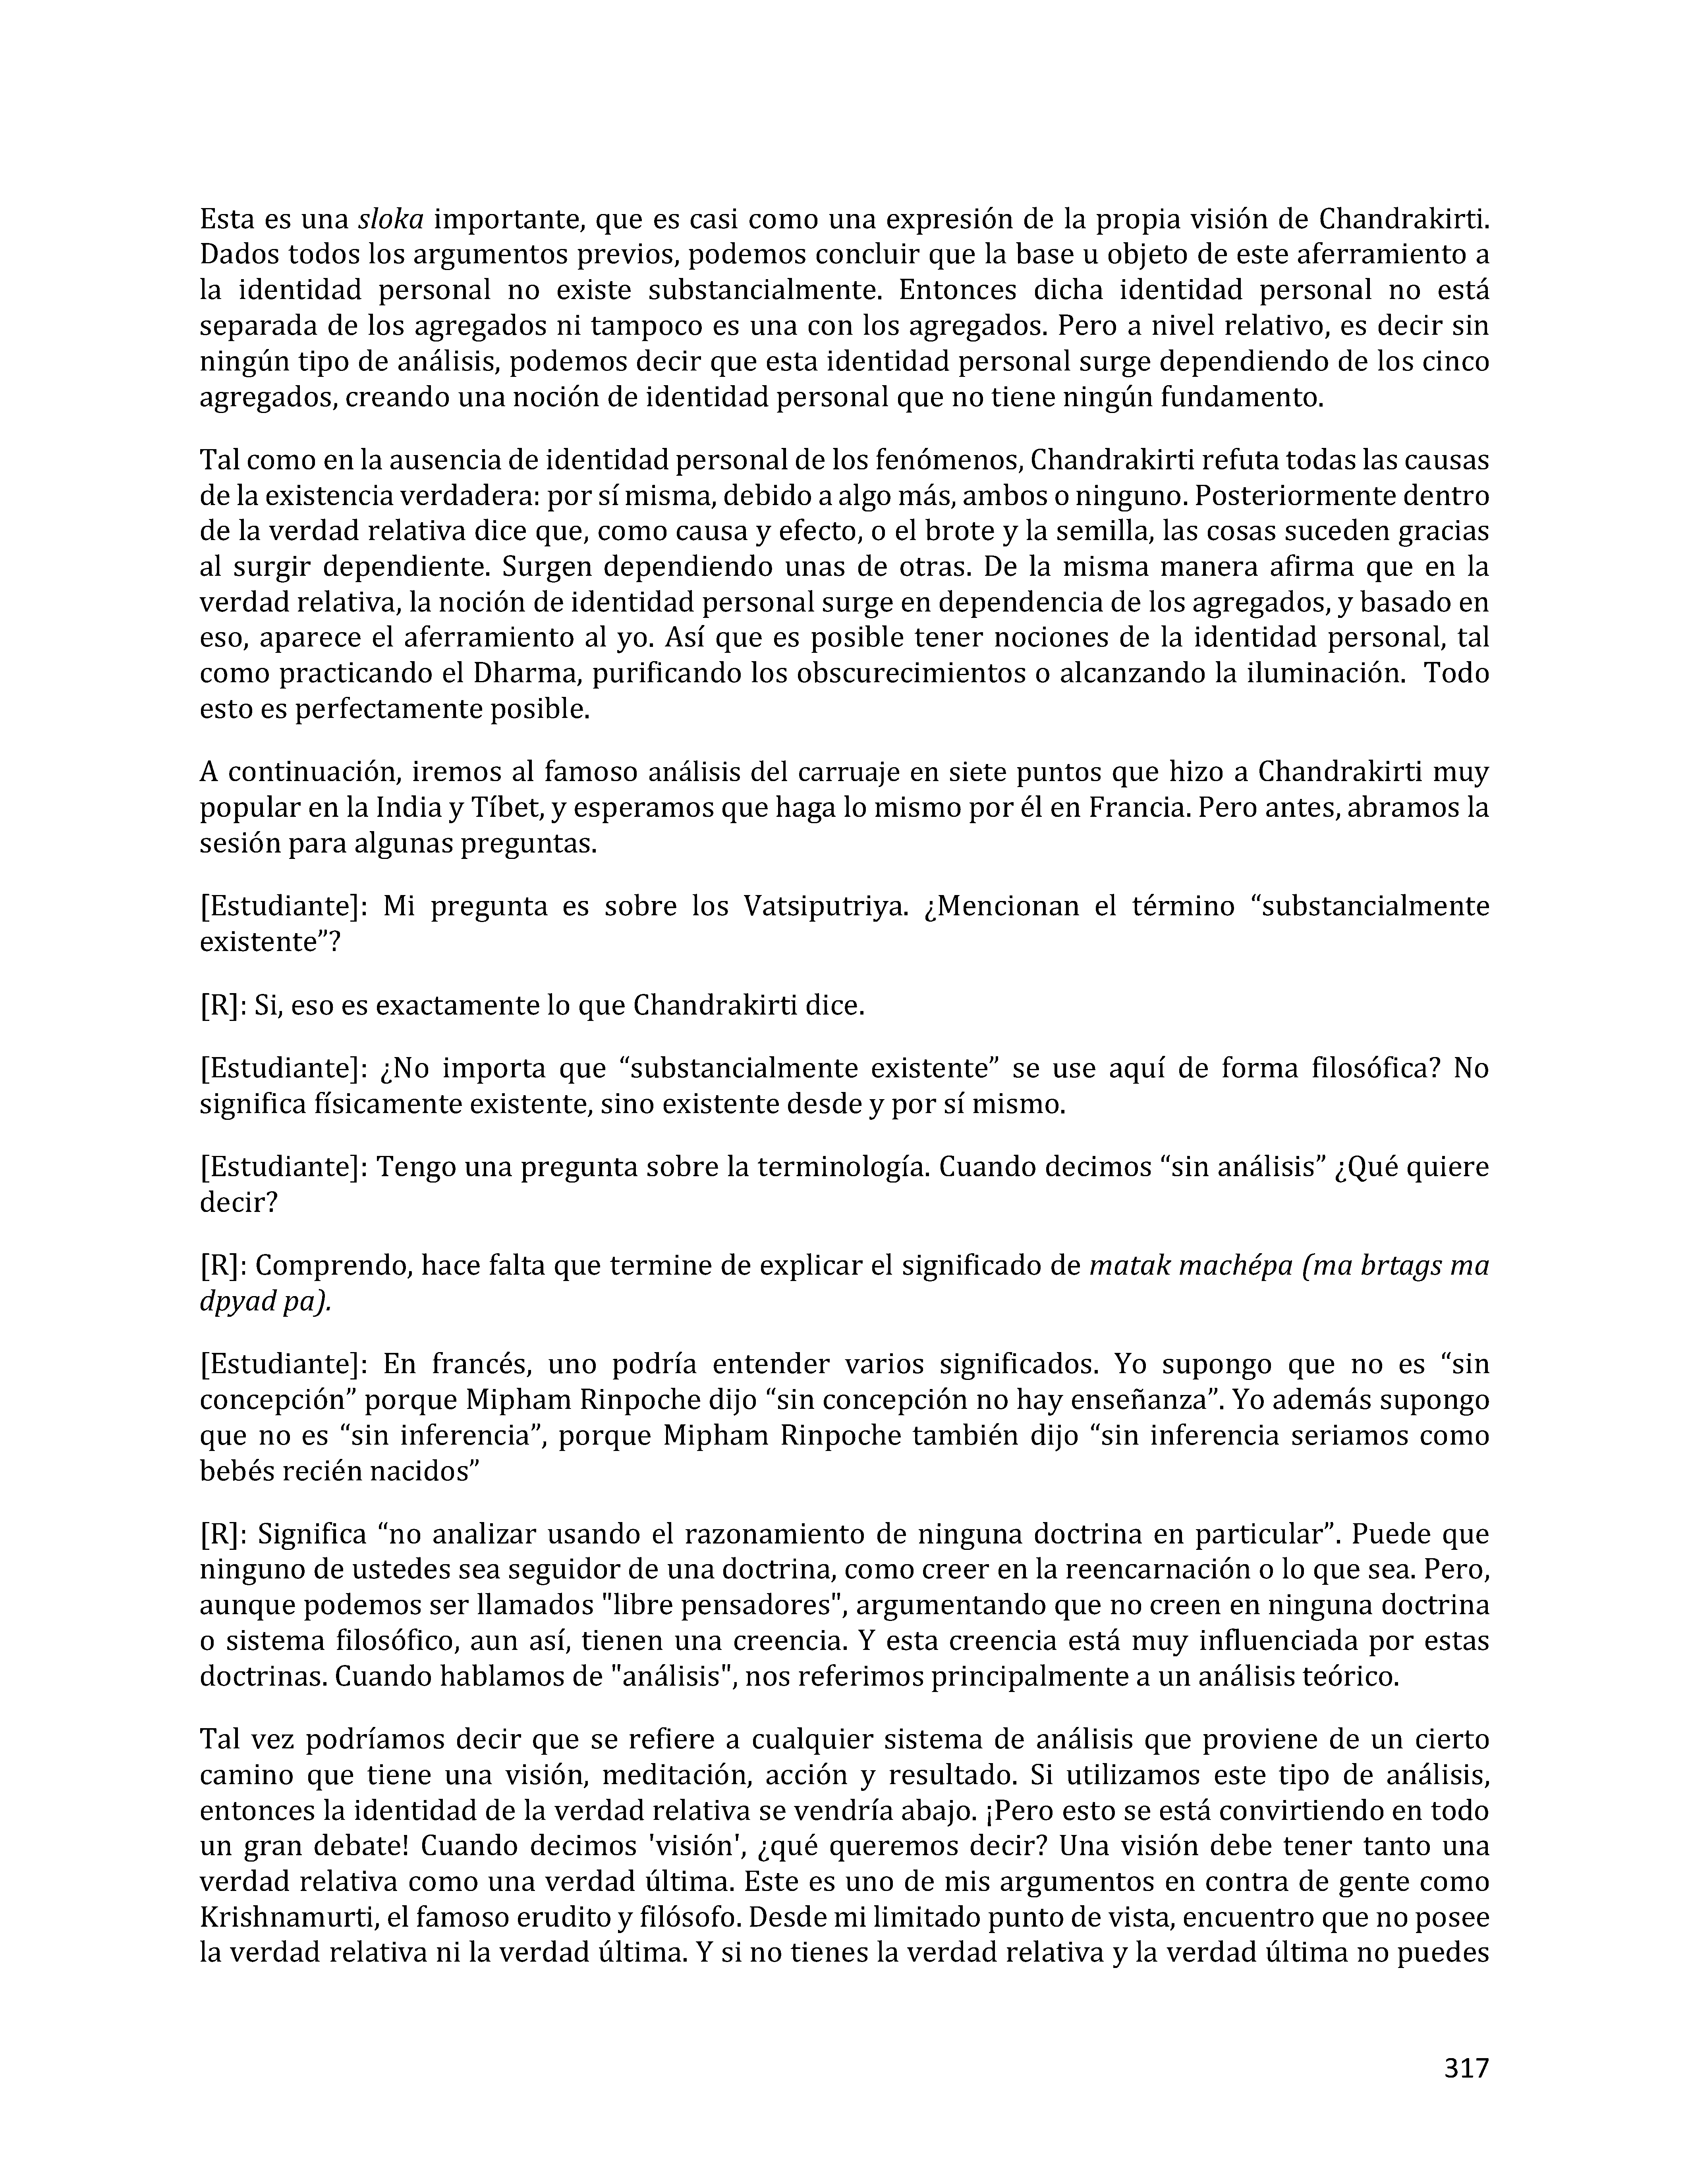 Esta es una sloka importante, que es casi como una expresión de la propia visión de Chandrakirti.
Dados todos los argumentos previos, podemos concluir que la base u objeto de este aferramiento a
la identidad personal no existe substancialmente. Entonces dicha identidad personal no está
separada de los agregados ni tampoco es una con los agregados. Pero a nivel relativo, es decir sin
ningún tipo de análisis, podemos decir que esta identidad personal surge dependiendo de los cinco
agregados, creando una noción de identidad personal que no tiene ningún fundamento.
Tal como en la ausencia de identidad personal de los fenómenos, Chandrakirti refuta todas las causas
de la existencia verdadera: por sí misma, debido a algo más, ambos o ninguno. Posteriormente dentro
de la verdad relativa dice que, como causa y efecto, o el brote y la semilla, las cosas suceden gracias
al surgir dependiente. Surgen dependiendo unas de otras. De la misma manera afirma que en la
verdad relativa, la noción de identidad personal surge en dependencia de los agregados, y basado en
eso, aparece el aferramiento al yo. Así que es posible tener nociones de la identidad personal, tal
como practicando el Dharma, purificando los obscurecimientos o alcanzando la iluminación.  Todo
esto es perfectamente posible.
A continuación, iremos al famoso análisis del carruaje en siete puntos que hizo a Chandrakirti muy
popular en la India y Tíbet, y esperamos que haga lo mismo por él en Francia. Pero antes, abramos la
sesión para algunas preguntas.
[Estudiante]: Mi pregunta es sobre los Vatsiputriya. ¿Mencionan el término “substancialmente
existente”?
[R]: Si, eso es exactamente lo que Chandrakirti dice.
[Estudiante]: ¿No importa que “substancialmente existente” se use aquí de forma filosófica? No
significa físicamente existente, sino existente desde y por sí mismo.
[Estudiante]: Tengo una pregunta sobre la terminología. Cuando decimos “sin análisis” ¿Qué quiere
decir?
[R]: Comprendo, hace falta que termine de explicar el significado de matak machépa (ma brtags ma
dpyad pa).
[Estudiante]: En francés, uno podría entender varios significados. Yo supongo que no es “sin
concepción” porque Mipham Rinpoche dijo “sin concepción no hay enseñanza”. Yo además supongo
que no es “sin inferencia”, porque Mipham Rinpoche también dijo “sin inferencia seriamos como
bebés recién nacidos”
[R]: Significa “no analizar usando el razonamiento de ninguna doctrina en particular”. Puede que
ninguno de ustedes sea seguidor de una doctrina, como creer en la reencarnación o lo que sea. Pero,
aunque podemos ser llamados "libre pensadores", argumentando que no creen en ninguna doctrina
o sistema filosófico, aun así, tienen una creencia. Y esta creencia está muy influenciada por estas
doctrinas. Cuando hablamos de "análisis", nos referimos principalmente a un análisis teórico.
Tal vez podríamos decir que se refiere a cualquier sistema de análisis que proviene de un cierto
camino que tiene una visión, meditación, acción y resultado. Si utilizamos este tipo de análisis,
entonces la identidad de la verdad relativa se vendría abajo. ¡Pero esto se está convirtiendo en todo
un gran debate! Cuando decimos 'visión', ¿qué queremos decir? Una visión debe tener tanto una
verdad relativa como una verdad última. Este es uno de mis argumentos en contra de gente como
Krishnamurti, el famoso erudito y filósofo. Desde mi limitado punto de vista, encuentro que no posee
la verdad relativa ni la verdad última. Y si no tienes la verdad relativa y la verdad última no puedes
317